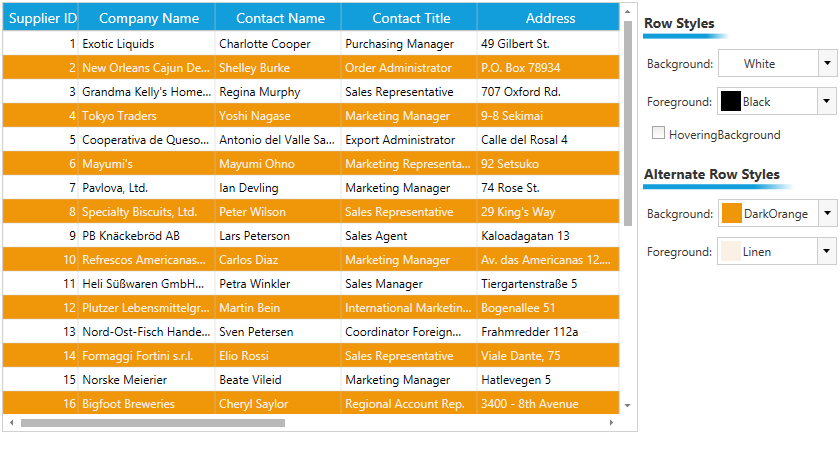 Supplier ID Company Name Contact Name Contact Title Address
1 Exotic Liquids Charlotte Cooper Purchasing Manager 49 Gilbert St.
2 New Orleans Cajun De... Shelley Burke Order Administrator P.O. Box 78934
3 Grandma Kelly's Home... Regina Murphy Sales Representative 707 Oxford Rd.
4 Tokyo Traders Yoshi Nagase Marketing Manager 9-8 Sekimai
5 Cooperativa de Queso... Antonio del Valle Sa... Export Administrator Calle del Rosal 4
6 Mayumi's Mayumi Ohno Marketing Representa... 92 Setsuko
7 Pavlova, Ltd. Ian Devling Marketing Manager 74 Rose St.
8 Specialty Biscuits, Ltd. Peter Wilson Sales Representative 29 King's Way
9 PB Knäckebröd AB Lars Peterson Sales Agent Kaloadagatan 13
10 Refrescos Americanas... Carlos Diaz Marketing Manager Av. das Americanas 12....
11 Heli Süßwaren GmbH... Petra Winkler Sales Manager Tiergartenstraße 5
12 Plutzer Lebensmittelgr... Martin Bein International Marketin... Bogenallee 51
13 Nord-Ost-Fisch Hande... Sven Petersen Coordinator Foreign... Frahmredder 112a
14 Formaggi Fortini s.r.l. Elio Rossi Sales Representative Viale Dante, 75
15 Norske Meierier Beate Vileid Marketing Manager Hatlevegen 5
16 Bigfoot Breweries Cheryl Saylor Regional Account Rep. 3400 - 8th Avenue
Row Styles
Background: White
Foreground: Black
HoveringBackground
Alternate Row Styles
Background: DarkOrange
Foreground: Linen